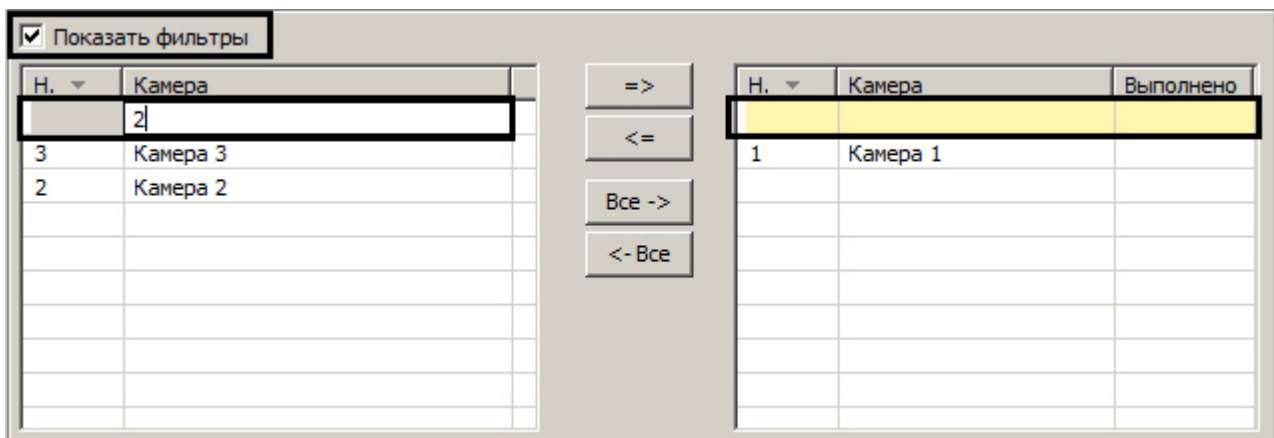 Показать фильтры
Н. Камера
2
3 Камера 3
2 Камера 2
=>
<=
Все ->
<- Все
Н. Камера Выполнено
1 Камера 1